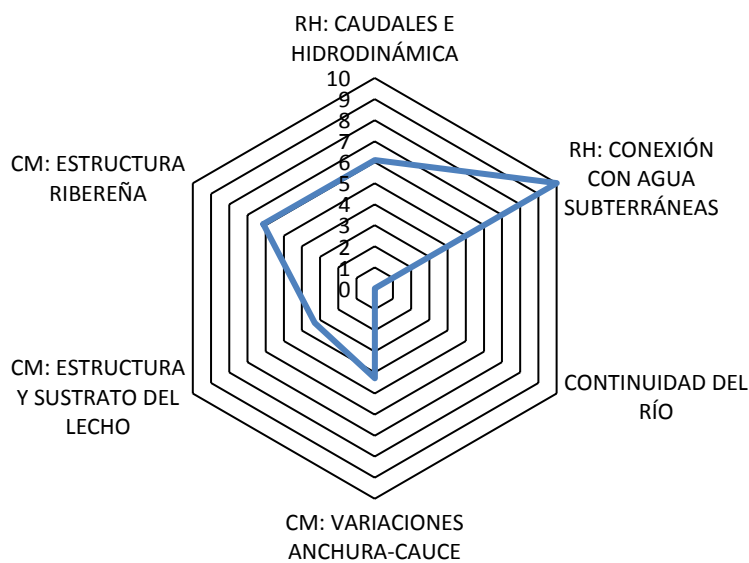 RH: CAUDALES E
HIDRODINÁMICA
10
9
8
7
6
5
4
3
2
1
0
RH: CONEXIÓN
CON AGUA
SUBTERRÁNEAS
CONTINUIDAD DEL
RÍO
CM: VARIACIONES
ANCHURA-CAUCE
CM: ESTRUCTURA
Y SUSTRATO DEL
LECHO
CM: ESTRUCTURA
RIBEREÑA